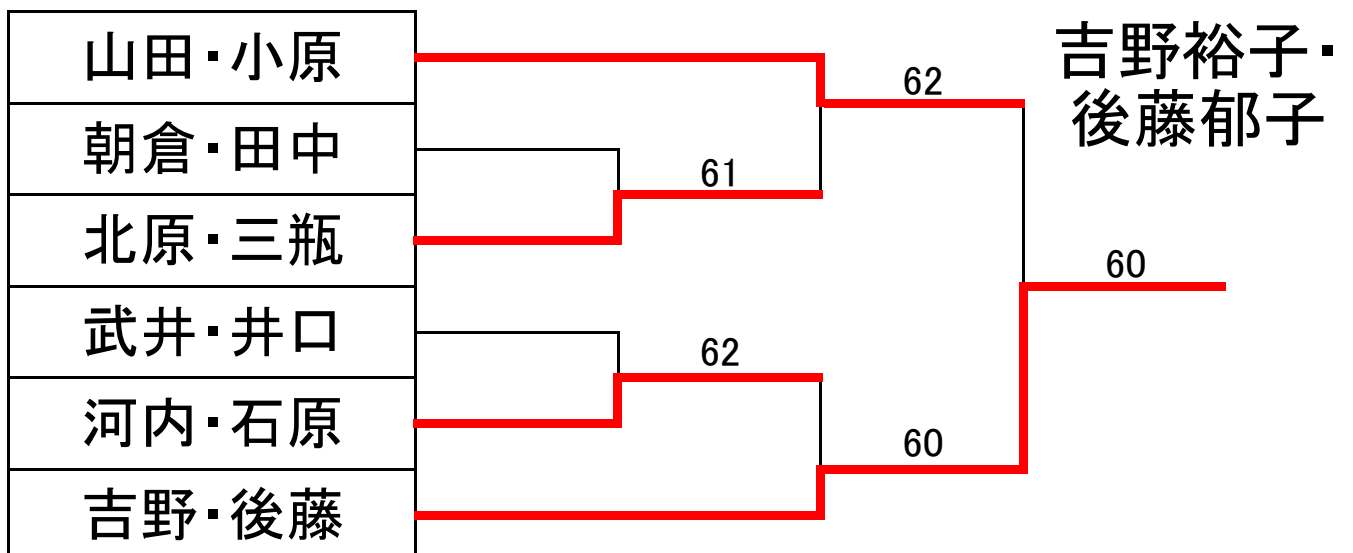 山田・小原
朝倉・田中
北原・三瓶
武井・井口
河内・石原
吉野・後藤
61
62
62
60
60
吉野裕子・
後藤郁子